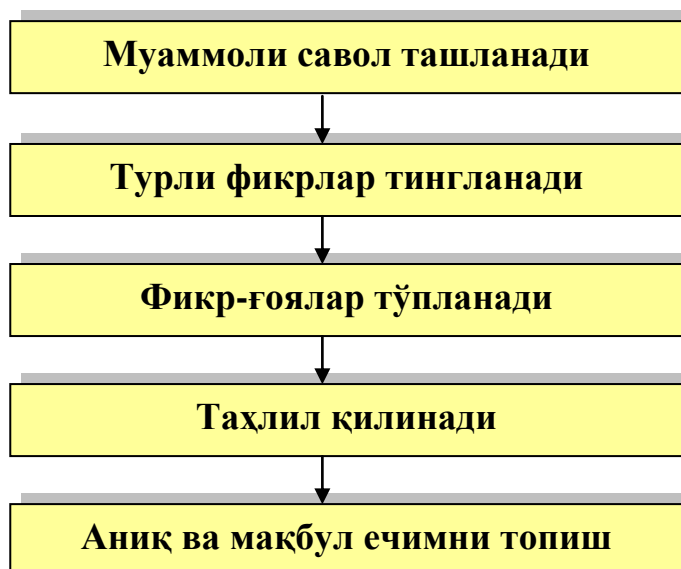 Муаммоли савол ташланади
Турли фикрлар тингланади
Фикр-ғоялар тўпланади
Таҳлил қилинади
Аниқ ва мақбул ечимни топиш